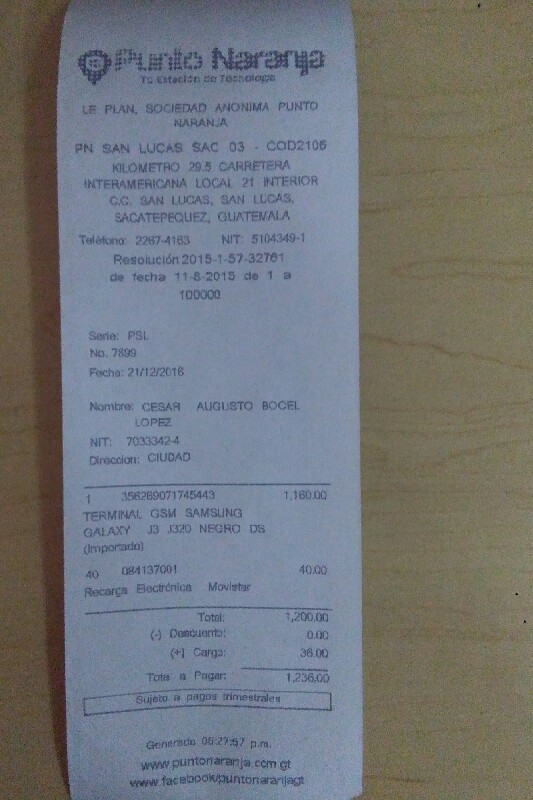 Punto Naranja
Tu Estación de Tecnología
LE PLAN, SOCIEDAD ANONIMA PUNTO
NARANJA
PN SAN LUCAS SAC 03 - COD2106
KILOMETRO 29.5 CARRETERA
INTERAMERICANA LOCAL 21 INTERIOR
C.C. SAN LUCAS, SAN LUCAS,
SACATEPEQUEZ, GUATEMALA
Teléfono: 2267-4163 NIT: 5104349-1
Resolución 2015-1-57-32761
de fecha 11-8-2015 de 1 a
100000
Serie: PSL
No. 7899
Fecha: 21/12/2016
Nombre: CESAR AUGUSTO BOCEL
LOPEZ
NIT: 7033342-4
Direccion: CIUDAD
1 356269071745443 1,160.00
TERMINAL GSM SAMSUNG
GALAXY J3 J320 NEGRO DS
(Importado)
40 084137001 40.00
Recarga Electrónica Movistar
Total: 1,200.00
(-) Descuento: 0.00
(+) Cargo: 36.00
Total a Pagar: 1,236.00
Sujeto a pagos trimestrales
Generado 05:27:57 p.m.
www.puntonaranja.com.gt
www.facebook/puntonaranjagt